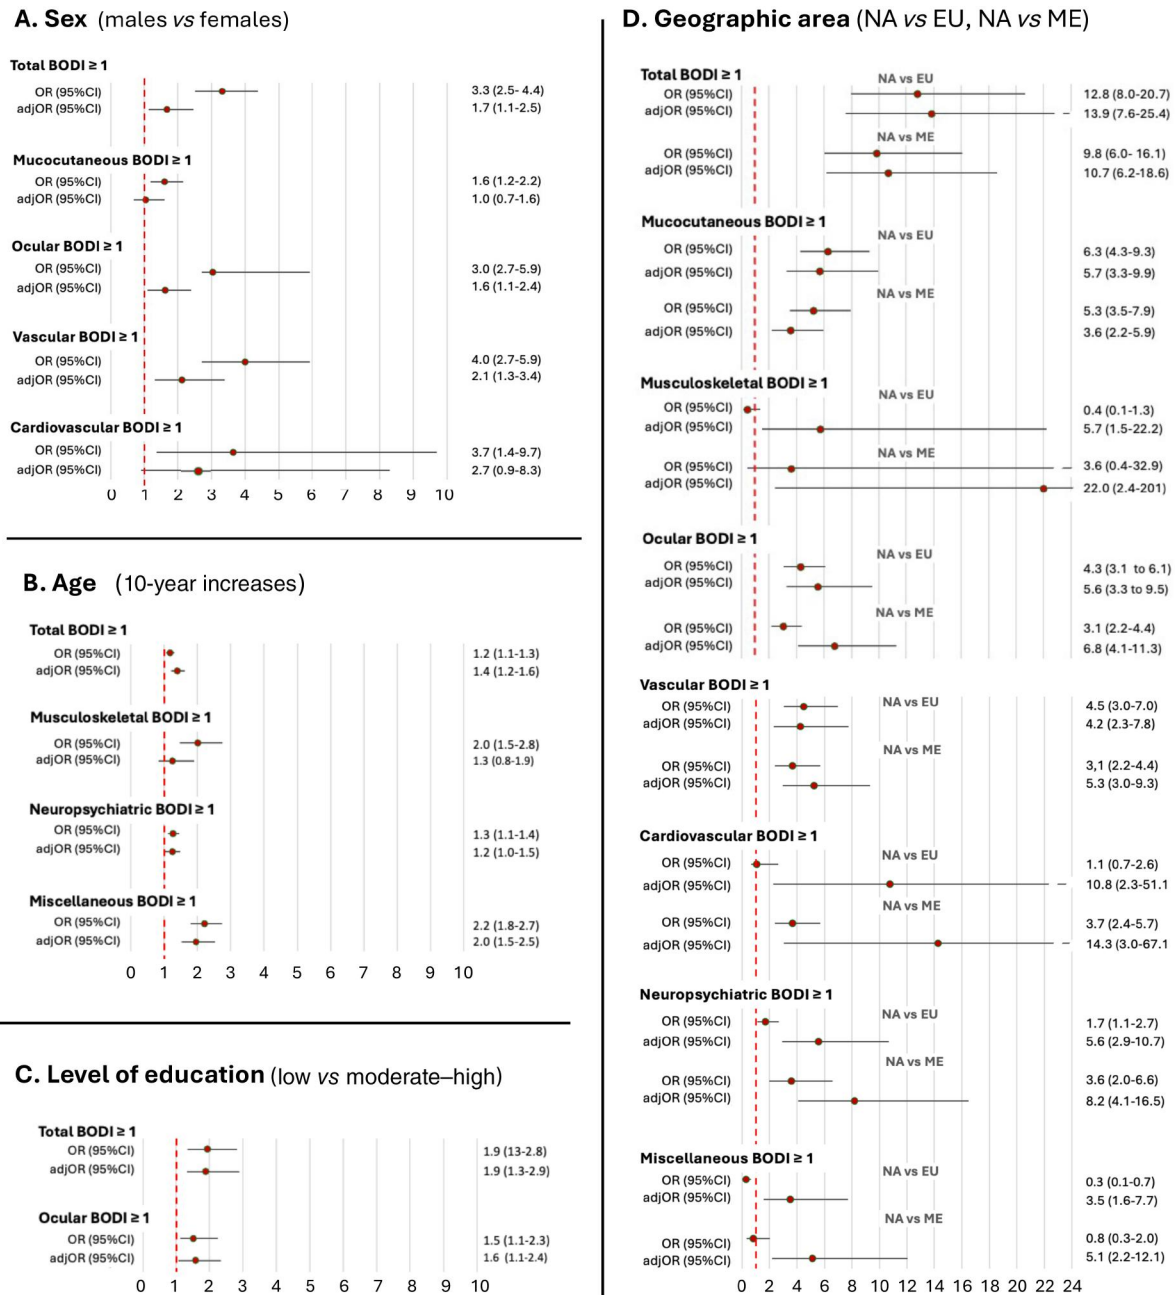 A. Sex (males vs females)
Total BODI ≥ 1
OR (95%CI) 3.3 (2.5- 4.4)
adjOR (95%CI) 1.7 (1.1-2.5)
Mucocutaneous BODI ≥ 1
OR (95%CI) 1.6 (1.2-2.2)
adjOR (95%CI) 1.0 (0.7-1.6)
Ocular BODI ≥ 1
OR (95%CI) 3.0 (2.7-5.9)
adjOR (95%CI) 1.6 (1.1-2.4)
Vascular BODI ≥ 1
OR (95%CI) 4.0 (2.7-5.9)
adjOR (95%CI) 2.1 (1.3-3.4)
Cardiovascular BODI ≥ 1
OR (95%CI) 3.7 (1.4-9.7)
adjOR (95%CI) 2.7 (0.9-8.3)
0 1 2 3 4 5 6 7 8 9 10
B. Age (10-year increases)
Total BODI ≥ 1
OR (95%CI) 1.2 (1.1-1.3)
adjOR (95%CI) 1.4 (1.2-1.6)
Musculoskeletal BODI ≥ 1
OR (95%CI) 2.0 (1.5-2.8)
adjOR (95%CI) 1.3 (0.8-1.9)
Neuropsychiatric BODI ≥ 1
OR (95%CI) 1.3 (1.1-1.4)
adjOR (95%CI) 1.2 (1.0-1.5)
Miscellaneous BODI ≥ 1
OR (95%CI) 2.2 (1.8-2.7)
adjOR (95%CI) 2.0 (1.5-2.5)
0 1 2 3 4 5 6 7 8 9 10
C. Level of education (low vs moderate–high)
Total BODI ≥ 1
OR (95%CI) 1.9 (13-2.8)
adjOR (95%CI) 1.9 (1.3-2.9)
Ocular BODI ≥ 1
OR (95%CI) 1.5 (1.1-2.3)
adjOR (95%CI) 1.6 (1.1-2.4)
0 1 2 3 4 5 6 7 8 9 10
D. Geographic area (NA vs EU, NA vs ME)
Total BODI ≥ 1
NA vs EU
OR (95%CI) 12.8 (8.0-20.7)
adjOR (95%CI) 13.9 (7.6-25.4)
NA vs ME
OR (95%CI) 9.8 (6.0- 16.1)
adjOR (95%CI) 10.7 (6.2-18.6)
Mucocutaneous BODI ≥ 1
NA vs EU
OR (95%CI) 6.3 (4.3-9.3)
adjOR (95%CI) 5.7 (3.3-9.9)
NA vs ME
OR (95%CI) 5.3 (3.5-7.9)
adjOR (95%CI) 3.6 (2.2-5.9)
Musculoskeletal BODI ≥ 1
NA vs EU
OR (95%CI) 0.4 (0.1-1.3)
adjOR (95%CI) 5.7 (1.5-22.2)
NA vs ME
OR (95%CI) 3.6 (0.4-32.9)
adjOR (95%CI) 22.0 (2.4-201)
Ocular BODI ≥ 1
NA vs EU
OR (95%CI) 4.3 (3.1 to 6.1)
adjOR (95%CI) 5.6 (3.3 to 9.5)
NA vs ME
OR (95%CI) 3.1 (2.2-4.4)
adjOR (95%CI) 6.8 (4.1-11.3)
Vascular BODI ≥ 1
NA vs EU
OR (95%CI) 4.5 (3.0-7.0)
adjOR (95%CI) 4.2 (2.3-7.8)
NA vs ME
OR (95%CI) 3,1 (2.2-4.4)
adjOR (95%CI) 5.3 (3.0-9.3)
Cardiovascular BODI ≥ 1
NA vs EU
OR (95%CI) 1.1 (0.7-2.6)
adjOR (95%CI) 10.8 (2.3-51.1
NA vs ME
OR (95%CI) 3.7 (2.4-5.7)
adjOR (95%CI) 14.3 (3.0-67.1
Neuropsychiatric BODI ≥ 1
NA vs EU
OR (95%CI) 1.7 (1.1-2.7)
adjOR (95%CI) 5.6 (2.9-10.7)
NA vs ME
OR (95%CI) 3.6 (2.0-6.6)
adjOR (95%CI) 8.2 (4.1-16.5)
Miscellaneous BODI ≥ 1
NA vs EU
OR (95%CI) 0.3 (0.1-0.7)
adjOR (95%CI) 3.5 (1.6-7.7)
NA vs ME
OR (95%CI) 0.8 (0.3-2.0)
adjOR (95%CI) 5.1 (2.2-12.1)
0 2 4 6 8 10 12 14 16 18 20 22 24